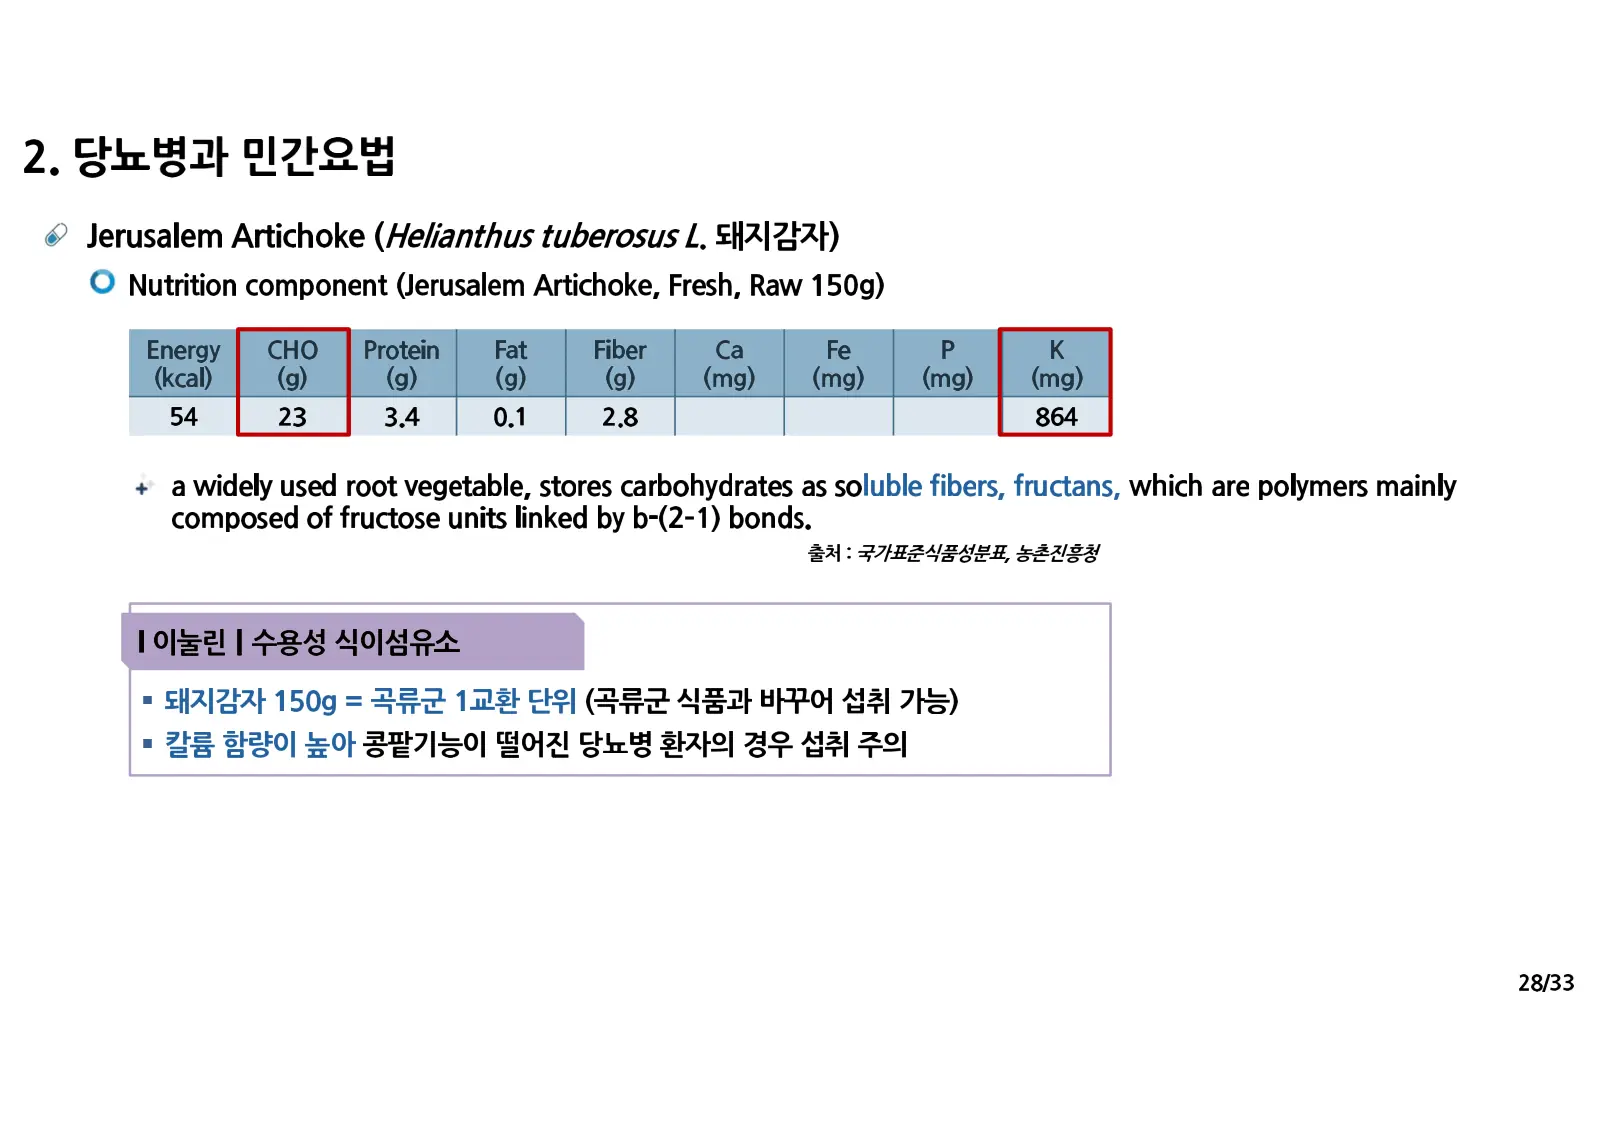 2. 당뇨병과 민간요법
Jerusalem Artichoke (Helianthus tuberosus L. 돼지감자)
Nutrition component (Jerusalem Artichoke, Fresh, Raw 150g)
Energy (kcal) CHO (g) Protein (g) Fat (g) Fiber (g) Ca (mg) Fe (mg) P (mg) K (mg)
54 23 3.4 0.1 2.8 864
a widely used root vegetable, stores carbohydrates as soluble fibers, fructans, which are polymers mainly
composed of fructose units linked by b-(2-1) bonds.
출처 : 국가표준식품성분표, 농촌진흥청
I 이눌린 I 수용성 식이섬유소
▪ 돼지감자 150g = 곡류군 1교환 단위 (곡류군 식품과 바꾸어 섭취 가능)
▪ 칼륨 함량이 높아 콩팥기능이 떨어진 당뇨병 환자의 경우 섭취 주의
28/33